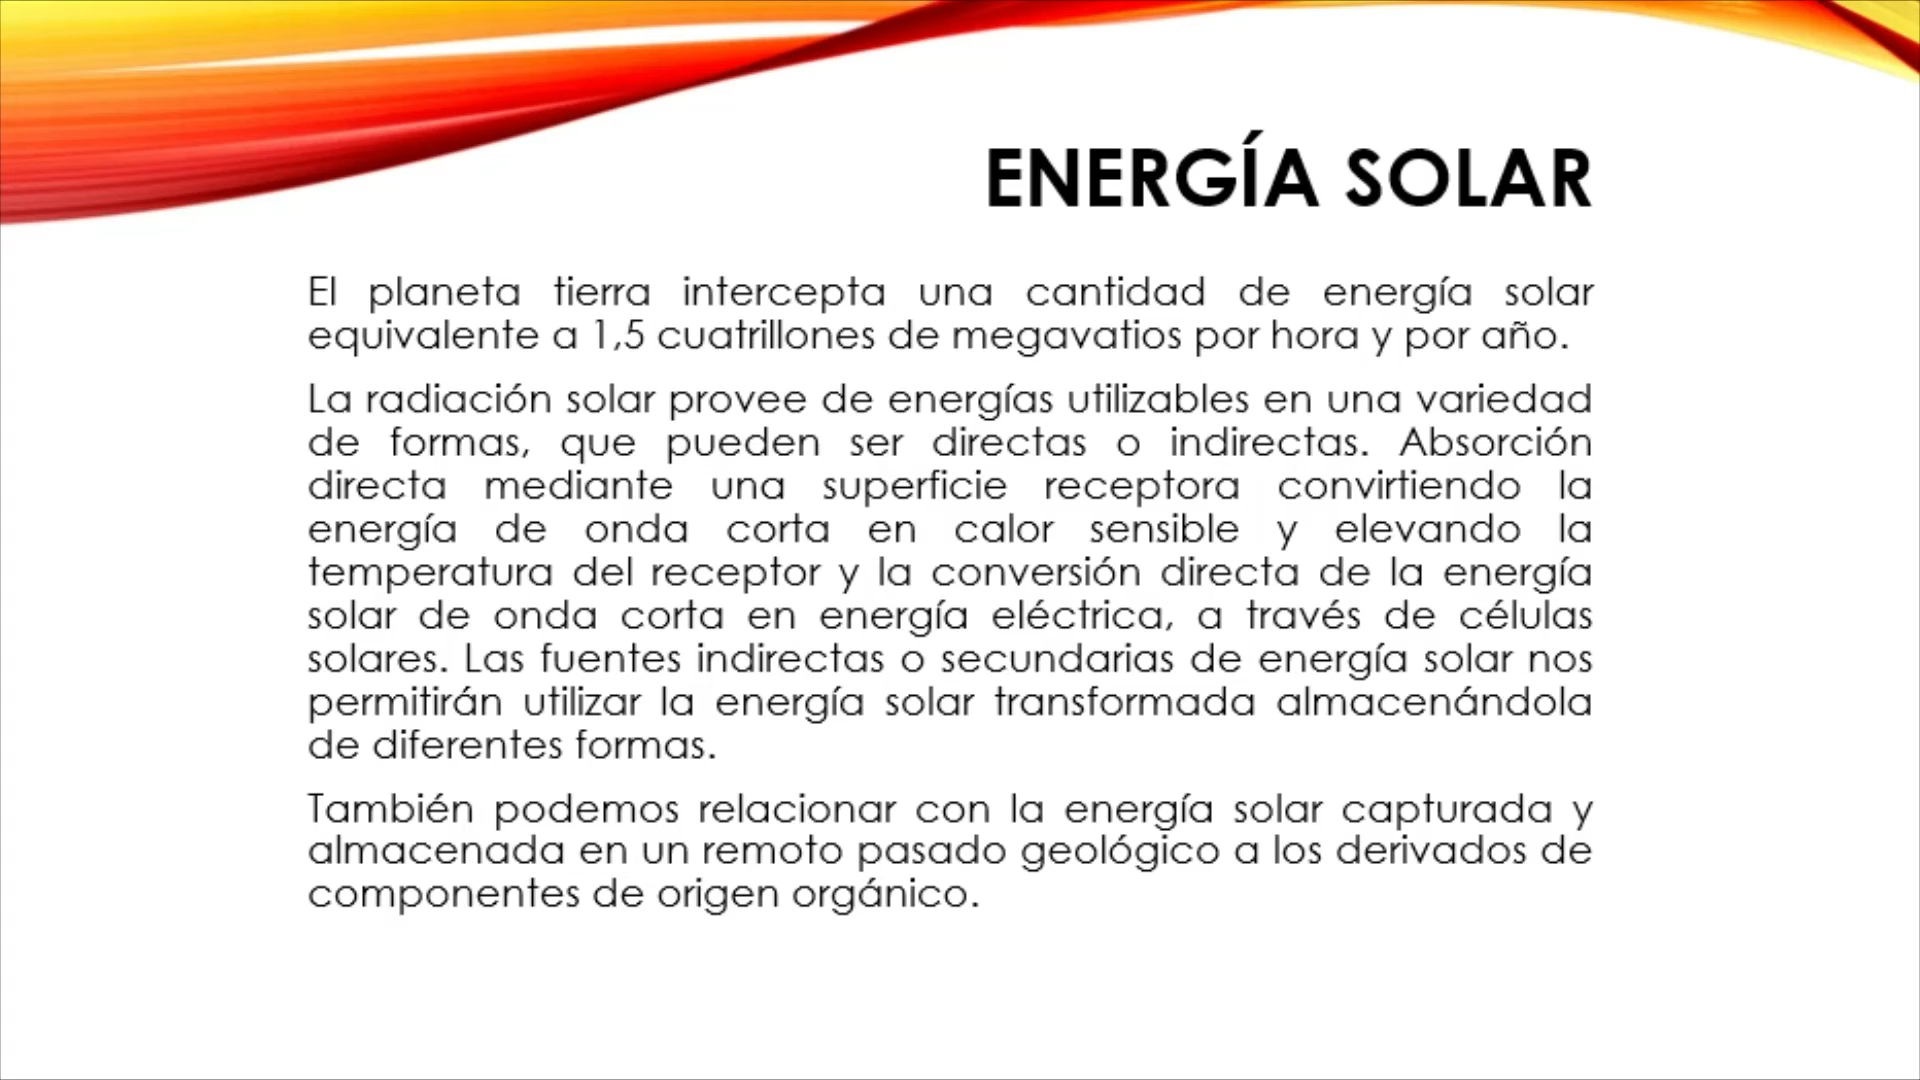 ENERGÍA SOLAR
El planeta tierra intercepta una cantidad de energía solar
equivalente a 1,5 cuatrillones de megavatios por hora y por año.
La radiación solar provee de energías utilizables en una variedad
de formas, que pueden ser directas o indirectas. Absorción
directa mediante una superficie receptora convirtiendo la
energía de onda corta en calor sensible y elevando la
temperatura del receptor y la conversión directa de la energía
solar de onda corta en energía eléctrica, a través de células
solares. Las fuentes indirectas o secundarias de energía solar nos
permitirán utilizar la energía solar transformada almacenándola
de diferentes formas.
También podemos relacionar con la energía solar capturada y
almacenada en un remoto pasado geológico a los derivados de
componentes de origen orgánico.